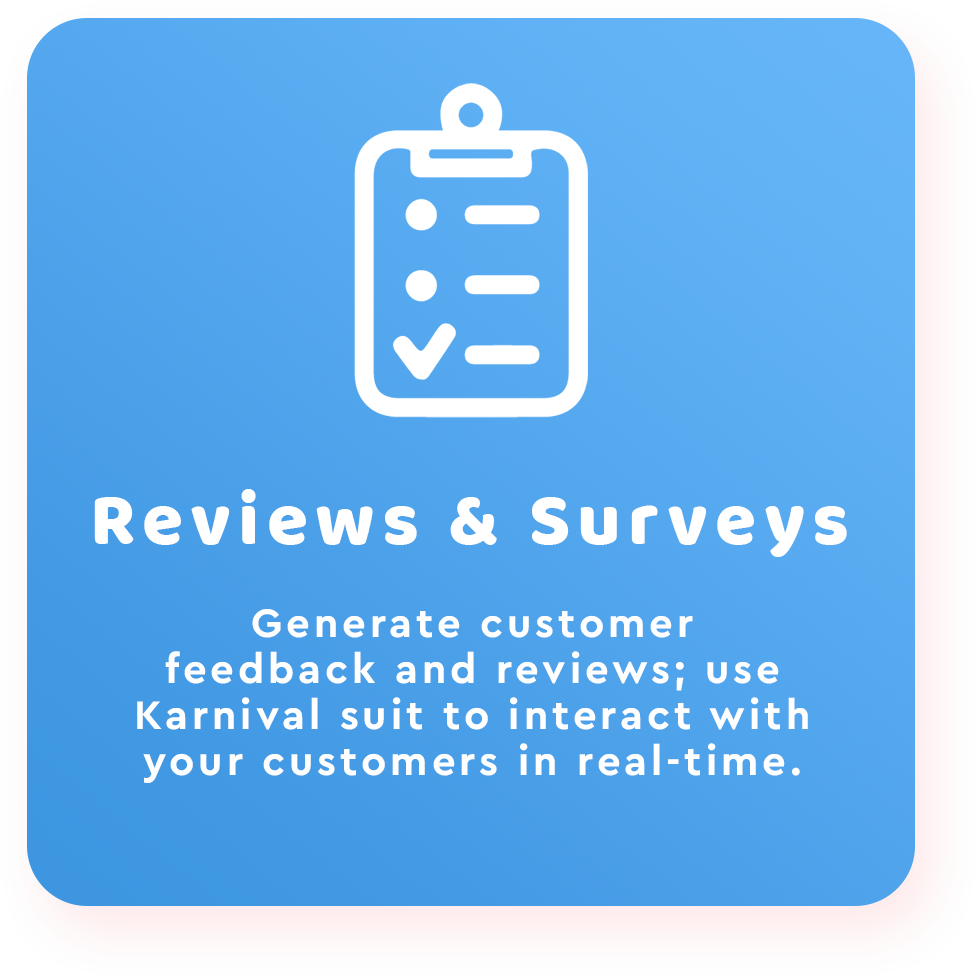 Reviews & Surveys
Generate customer
feedback and reviews; use
Karnival suit to interact with
your customers in real-time.